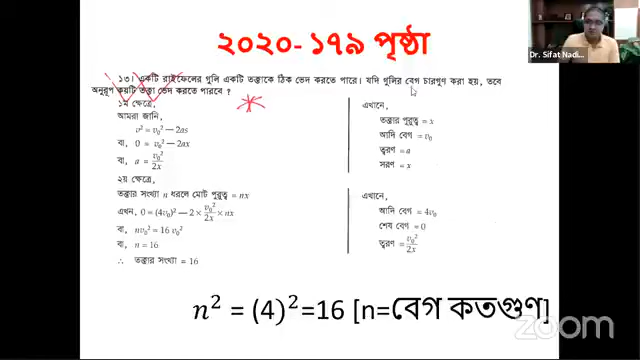 ২০২০- ১৭৯ পৃষ্ঠা
১৩। একটি রাইফেলের গুলি একটি তক্তাকে ঠিক ভেদ করতে পারে। যদি গুলির বেগ চারগুণ করা হয়, তবে
অনুরূপ কয়টি তক্তা ভেদ করতে পারবে ?
১ম ক্ষেত্রে,
আমরা জানি,
v² = v₀² – 2as
বা, 0 = v₀² – 2ax
বা, a = v₀²/2x
২য় ক্ষেত্রে,
তক্তার সংখ্যা n ধরলে মোট পুরুত্ব = nx
এখন, 0 = (4v₀)² – 2 × v₀²/2x × nx
বা, nv₀² = 16 v₀²
বা, n = 16
∴ তক্তার সংখ্যা = 16
এখানে,
তক্তার পুরুত্ব = x
আদি বেগ = v₀
ত্বরণ = a
সরণ = x
এখানে,
আদি বেগ = 4v₀
শেষ বেগ = 0
ত্বরণ = v₀²/2x
n² = (4)²=16 [n=বেগ কতগুণ]
zoom
Dr. Sifat Nadi...